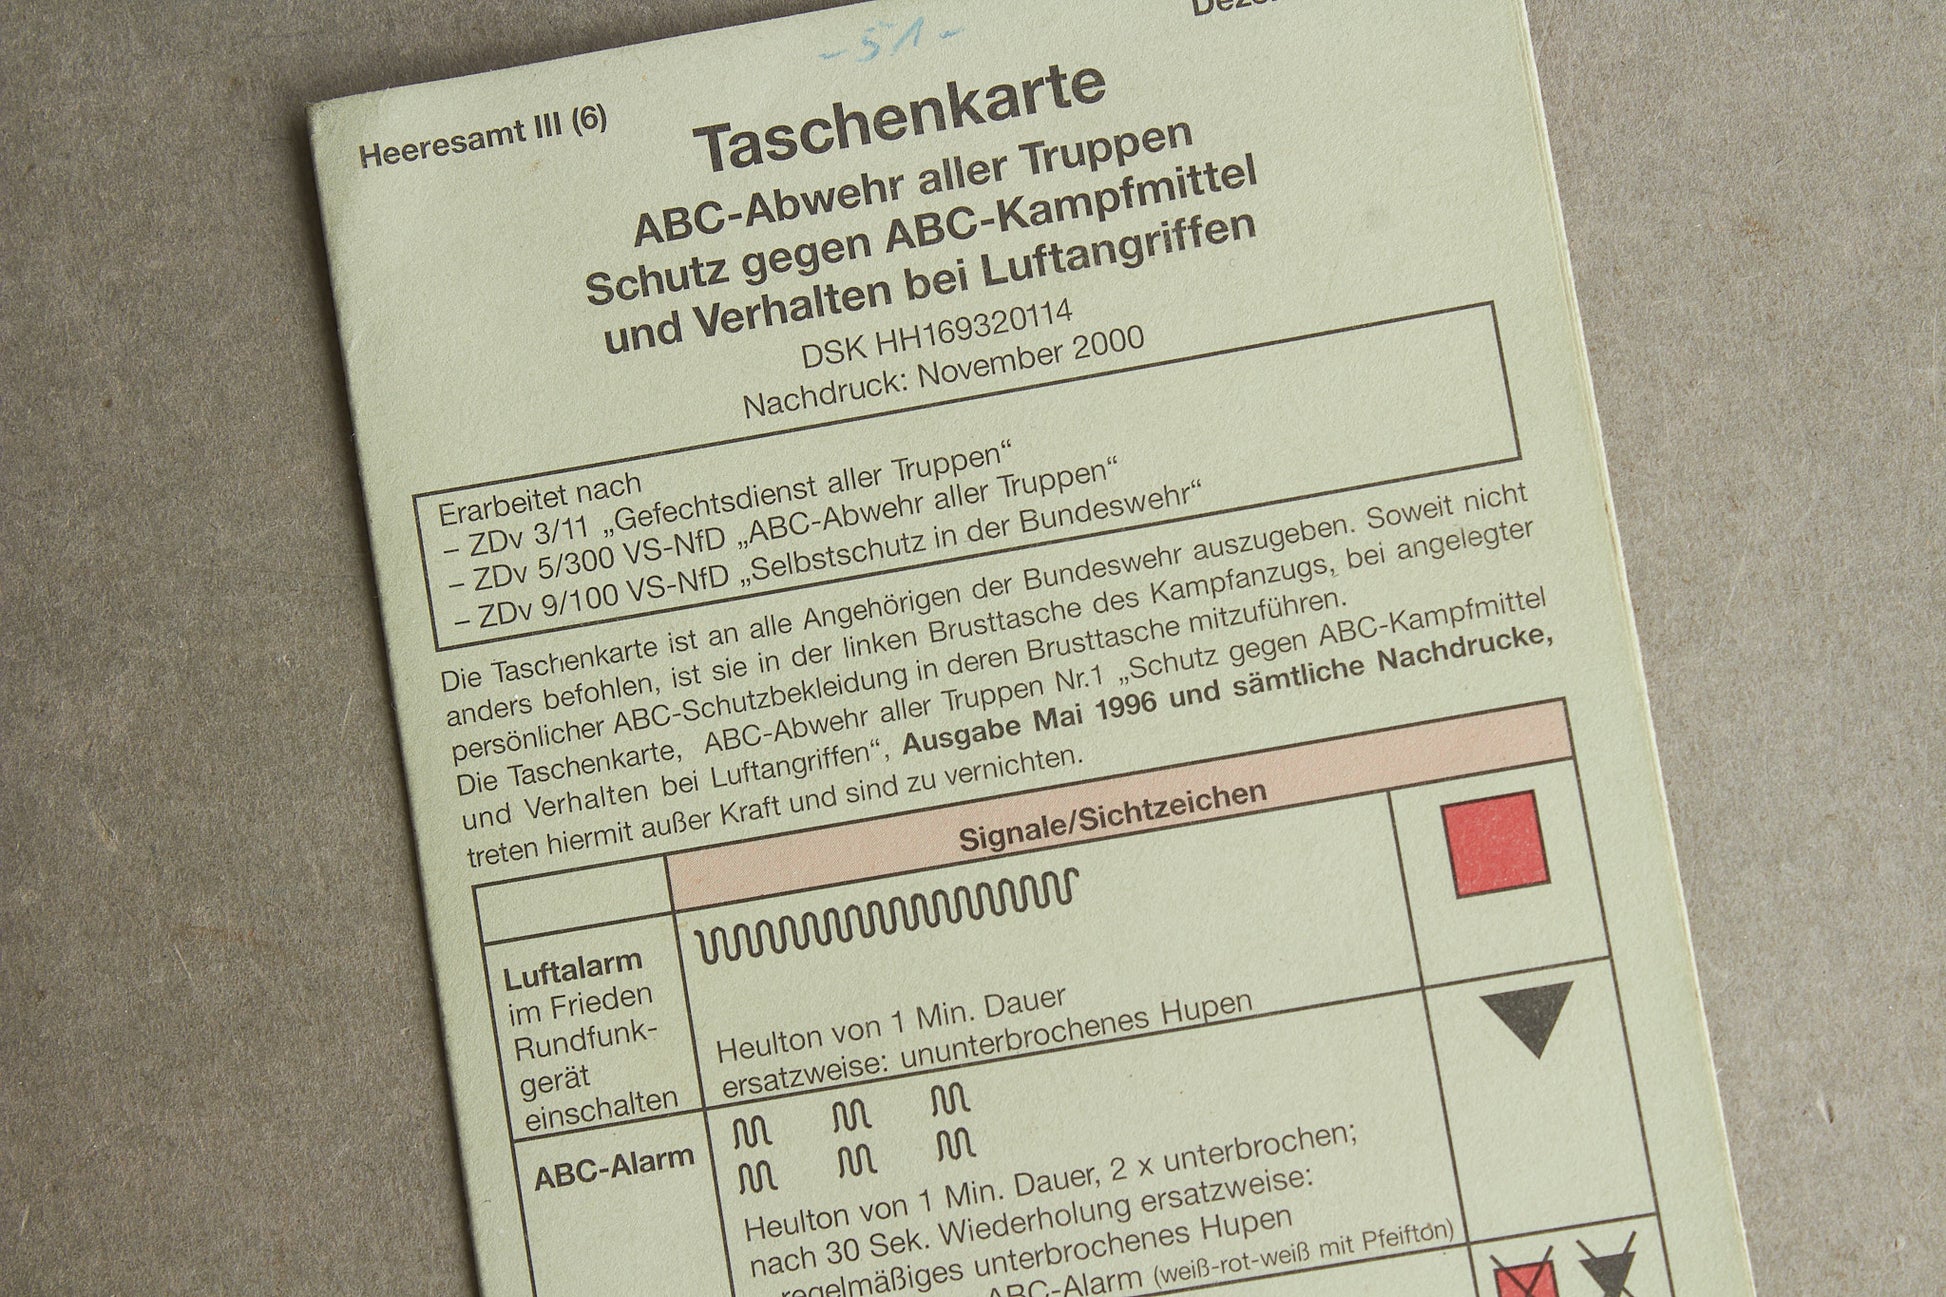 -51-
Heeresamt III (6)
Taschenkarte
ABC-Abwehr aller Truppen
Schutz gegen ABC-Kampfmittel
und Verhalten bei Luftangriffen
DSK HH169320114
Nachdruck: November 2000
Erarbeitet nach
– ZDv 3/11 „Gefechtsdienst aller Truppen“
– ZDv 5/300 VS-NfD „ABC-Abwehr aller Truppen“
– ZDv 9/100 VS-NfD „Selbstschutz in der Bundeswehr“
Die Taschenkarte ist an alle Angehörigen der Bundeswehr auszugeben. Soweit nicht
anders befohlen, ist sie in der linken Brusttasche des Kampfanzugs, bei angelegter
persönlicher ABC-Schutzbekleidung in deren Brusttasche mitzuführen.
Die Taschenkarte, ABC-Abwehr aller Truppen Nr.1 „Schutz gegen ABC-Kampfmittel
und Verhalten bei Luftangriffen“, Ausgabe Mai 1996 und sämtliche Nachdrucke,
treten hiermit außer Kraft und sind zu vernichten.
Signale/Sichtzeichen
Luftalarm
im Frieden
Rundfunk-
gerät
einschalten
Heulton von 1 Min. Dauer
ersatzweise: ununterbrochenes Hupen
ABC-Alarm
Heulton von 1 Min. Dauer, 2 x unterbrochen;
nach 30 Sek. Wiederholung ersatzweise:
regelmäßiges unterbrochenes Hupen
ABC-Alarm (weiß-rot-weiß mit Pfeifton)